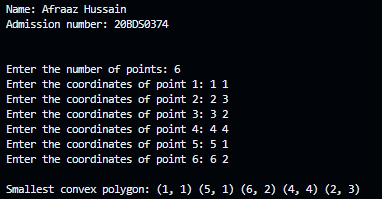 Name: Afraaz Hussain
Admission number: 20BDS0374
Enter the number of points: 6
Enter the coordinates of point 1: 1 1
Enter the coordinates of point 2: 2 3
Enter the coordinates of point 3: 3 2
Enter the coordinates of point 4: 4 4
Enter the coordinates of point 5: 5 1
Enter the coordinates of point 6: 6 2
Smallest convex polygon: (1, 1) (5, 1) (6, 2) (4, 4) (2, 3)